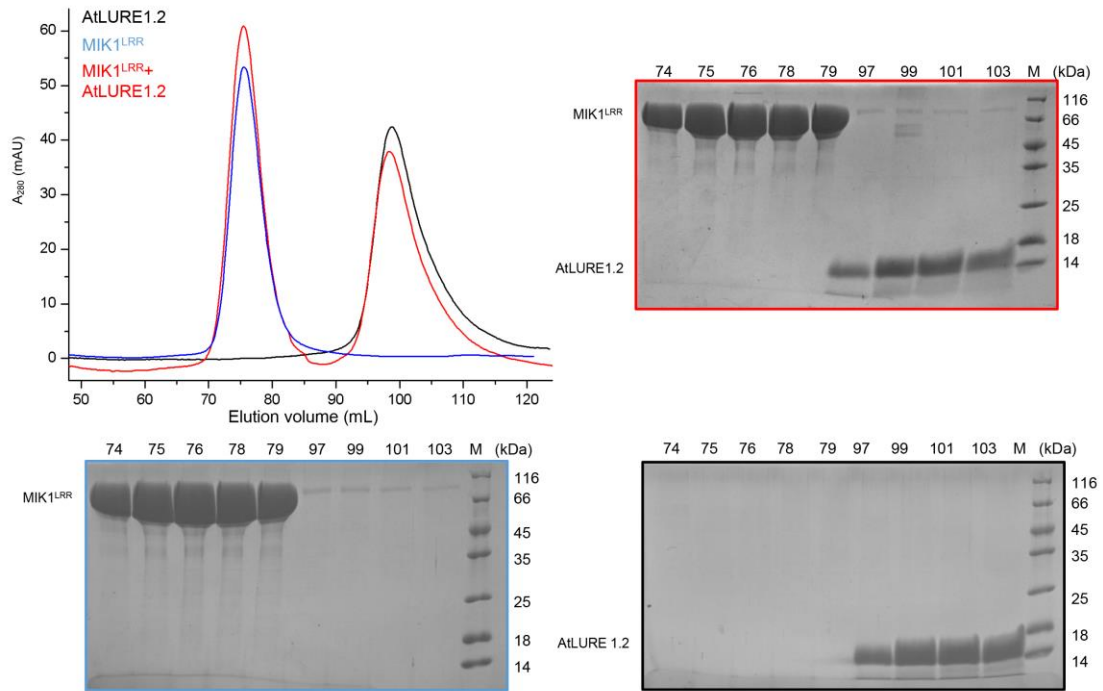 AtLURE1.2
MIK1ᴸᴿᴿ
MIK1ᴸᴿᴿ+
AtLURE1.2
A₂₈₀ (mAU)
60
50
40
30
20
10
0
50 60 70 80 90 100 110 120
Elution volume (mL)
74 75 76 78 79 97 99 101 103 M (kDa)
MIK1ᴸᴿᴿ
AtLURE1.2
116
66
45
35
25
18
14
74 75 76 78 79 97 99 101 103 M (kDa)
MIK1ᴸᴿᴿ
116
66
45
35
25
18
14
74 75 76 78 79 97 99 101 103 M (kDa)
AtLURE 1.2
116
66
45
35
25
18
14